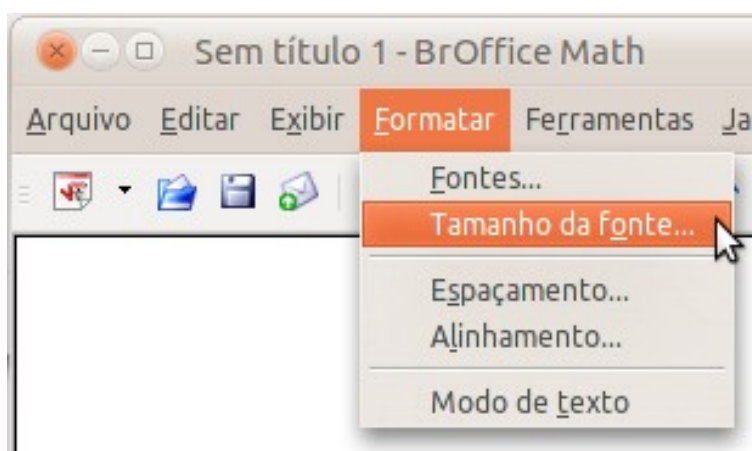 Sem título 1 - BrOffice Math
Arquivo Editar Exibir Formatar Ferramentas Ja
Fontes...
Tamanho da fonte...
Espaçamento...
Alinhamento...
Modo de texto